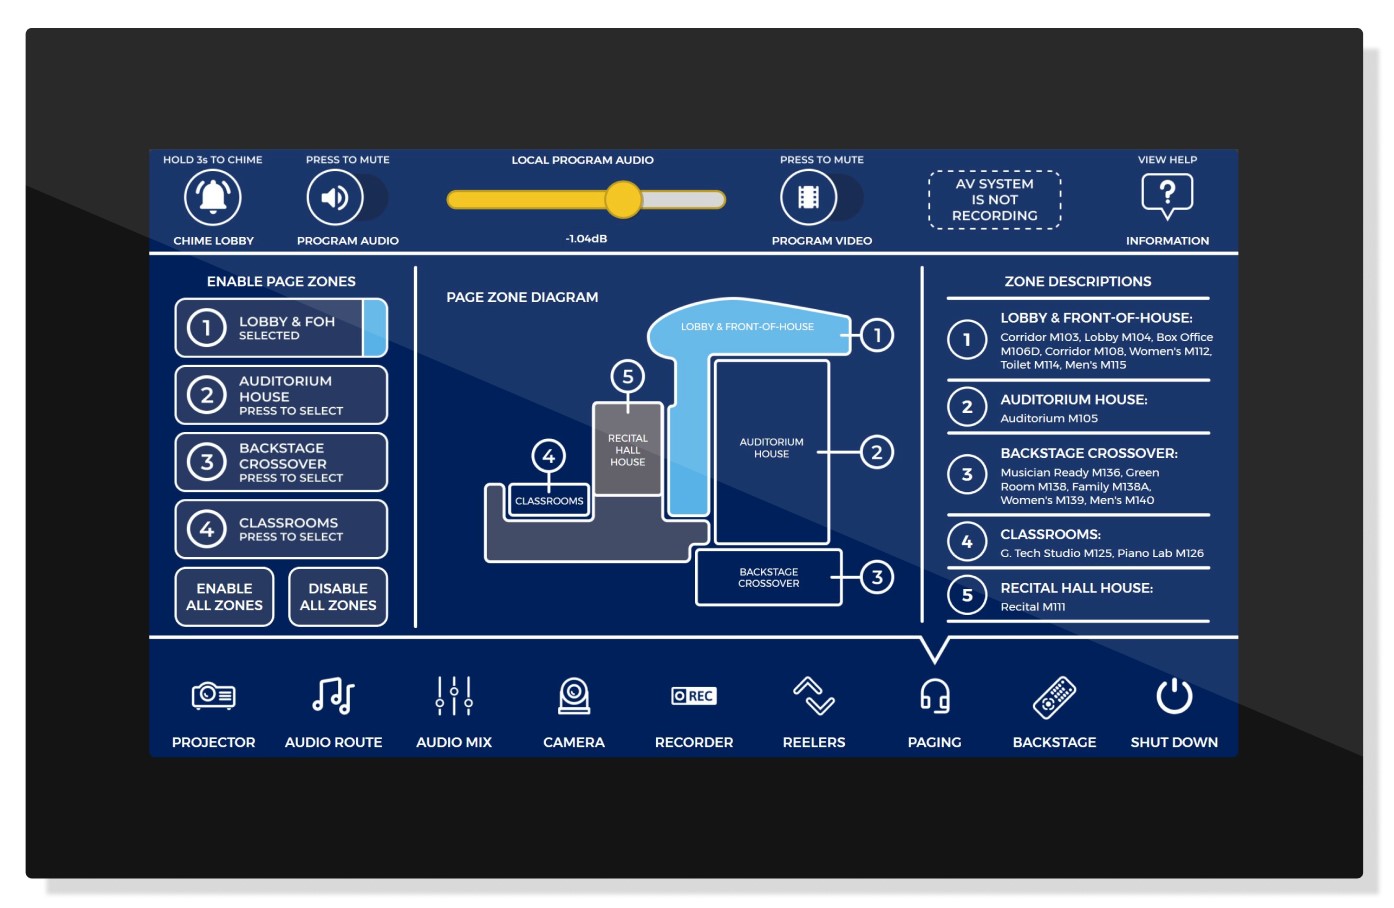 HOLD 3s TO CHIME
CHIME LOBBY
PRESS TO MUTE
PROGRAM AUDIO
LOCAL PROGRAM AUDIO
-1.04dB
PRESS TO MUTE
PROGRAM VIDEO
AV SYSTEM
IS NOT
RECORDING
VIEW HELP
?
INFORMATION
ENABLE PAGE ZONES
1
LOBBY & FOH
SELECTED
2
AUDITORIUM
HOUSE
PRESS TO SELECT
3
BACKSTAGE
CROSSOVER
PRESS TO SELECT
4
CLASSROOMS
PRESS TO SELECT
ENABLE
ALL ZONES
DISABLE
ALL ZONES
PAGE ZONE DIAGRAM
LOBBY & FRONT-OF-HOUSE
1
5
RECITAL
HALL
HOUSE
AUDITORIUM
HOUSE
2
4
CLASSROOMS
BACKSTAGE
CROSSOVER
3
ZONE DESCRIPTIONS
1
LOBBY & FRONT-OF-HOUSE:
Corridor M103, Lobby M104, Box Office
M106D, Corridor M108, Women's M112,
Toilet M114, Men's M115
2
AUDITORIUM HOUSE:
Auditorium M105
3
BACKSTAGE CROSSOVER:
Musician Ready M136, Green
Room M138, Family M138A,
Women's M139, Men's M140
4
CLASSROOMS:
G. Tech Studio M125, Piano Lab M126
5
RECITAL HALL HOUSE:
Recital M111
REC
PROJECTOR
AUDIO ROUTE
AUDIO MIX
CAMERA
RECORDER
REELERS
PAGING
BACKSTAGE
SHUT DOWN